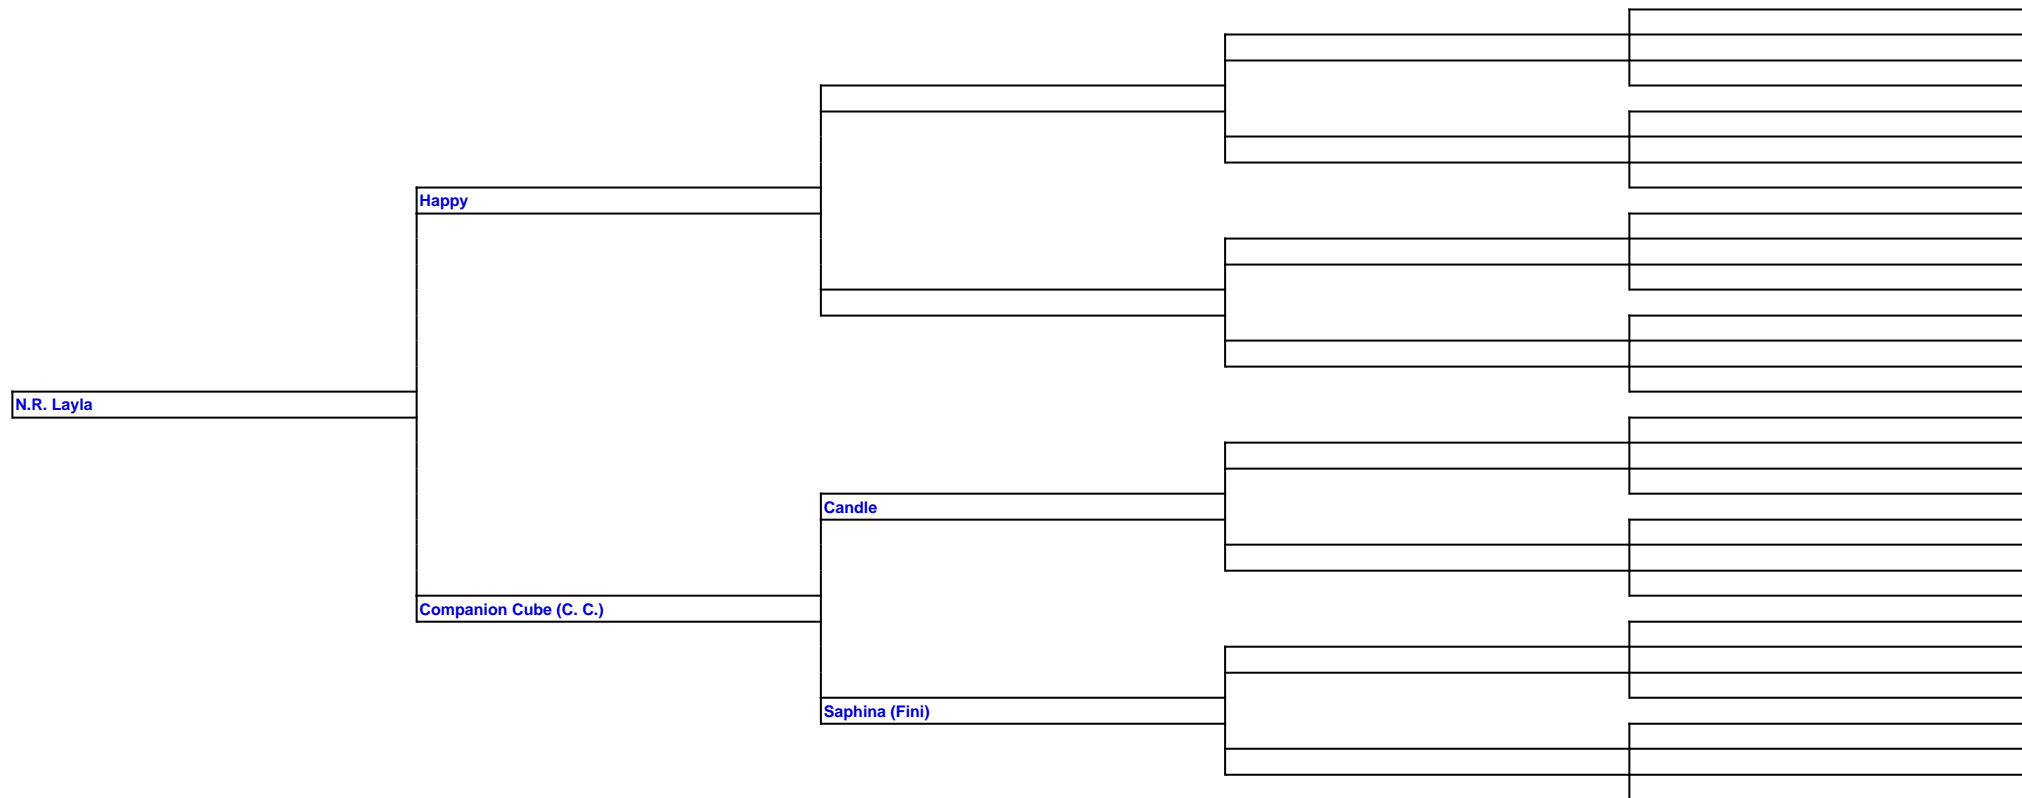 Happy
N.R. Layla
Candle
Companion Cube (C. C.)
Saphina (Fini)